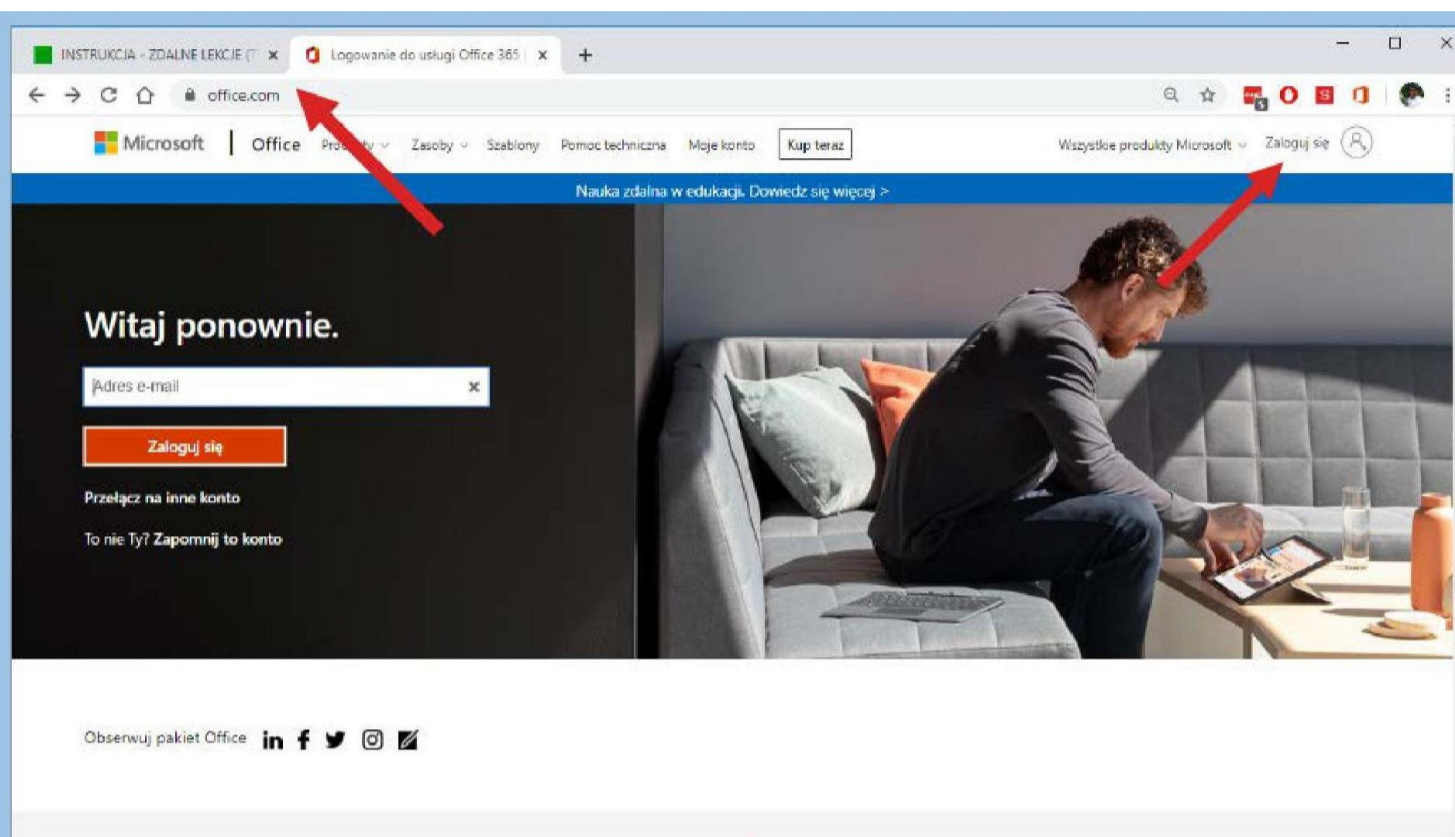 INSTRUKCJA - ZDALNE LEKCJE (T
Logowanie do usługi Office 365
office.com
Microsoft
Office
Zasoby
Szablony
Pomoc techniczna
Moje konto
Kup teraz
Wszystkie produkty Microsoft
Zaloguj się
Nauka zdalna w edukacji. Dowiedz się więcej >
Witaj ponownie.
Adres e-mail
Zaloguj się
Przełącz na inne konto
To nie Ty? Zapomnij to konto
Obserwuj pakiet Office